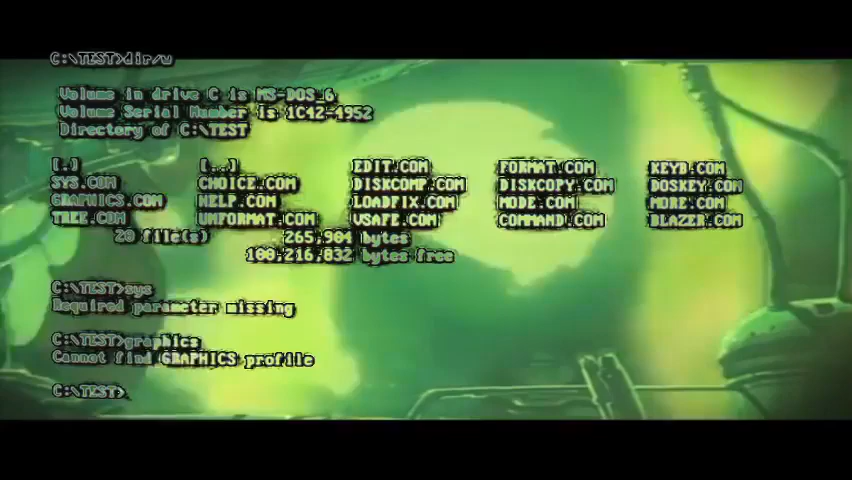 C:\TEST>dir/w
Volume in drive C is MS-DOS_6
Volume Serial Number is 1C42-4952
Directory of C:\TEST
[.] [..] EDIT.COM FORMAT.COM KEYB.COM
SYS.COM CHOICE.COM DISKCOMP.COM DISKCOPY.COM DOSKEY.COM
GRAPHICS.COM HELP.COM LOADFIX.COM MODE.COM MORE.COM
TREE.COM UNFORMAT.COM VSAFE.COM COMMAND.COM BLAZER.COM
20 file(s) 265,904 bytes
100,216,832 bytes free
C:\TEST>sys
Required parameter missing
C:\TEST>graphics
Cannot find GRAPHICS profile
C:\TEST>